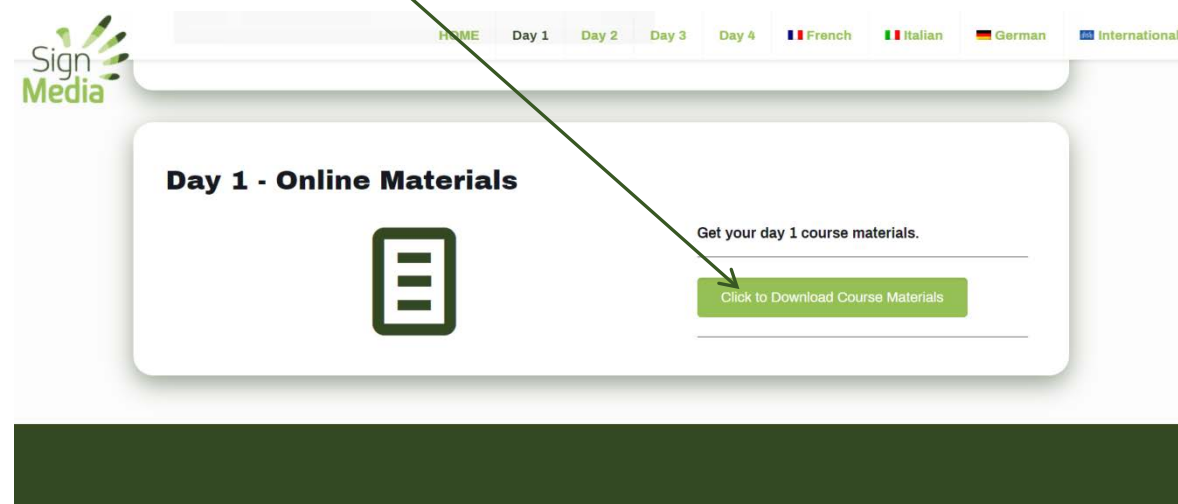 Sign
Media
HOME Day 1 Day 2 Day 3 Day 4 French Italian German International
Day 1 - Online Materials
Get your day 1 course materials.
Click to Download Course Materials